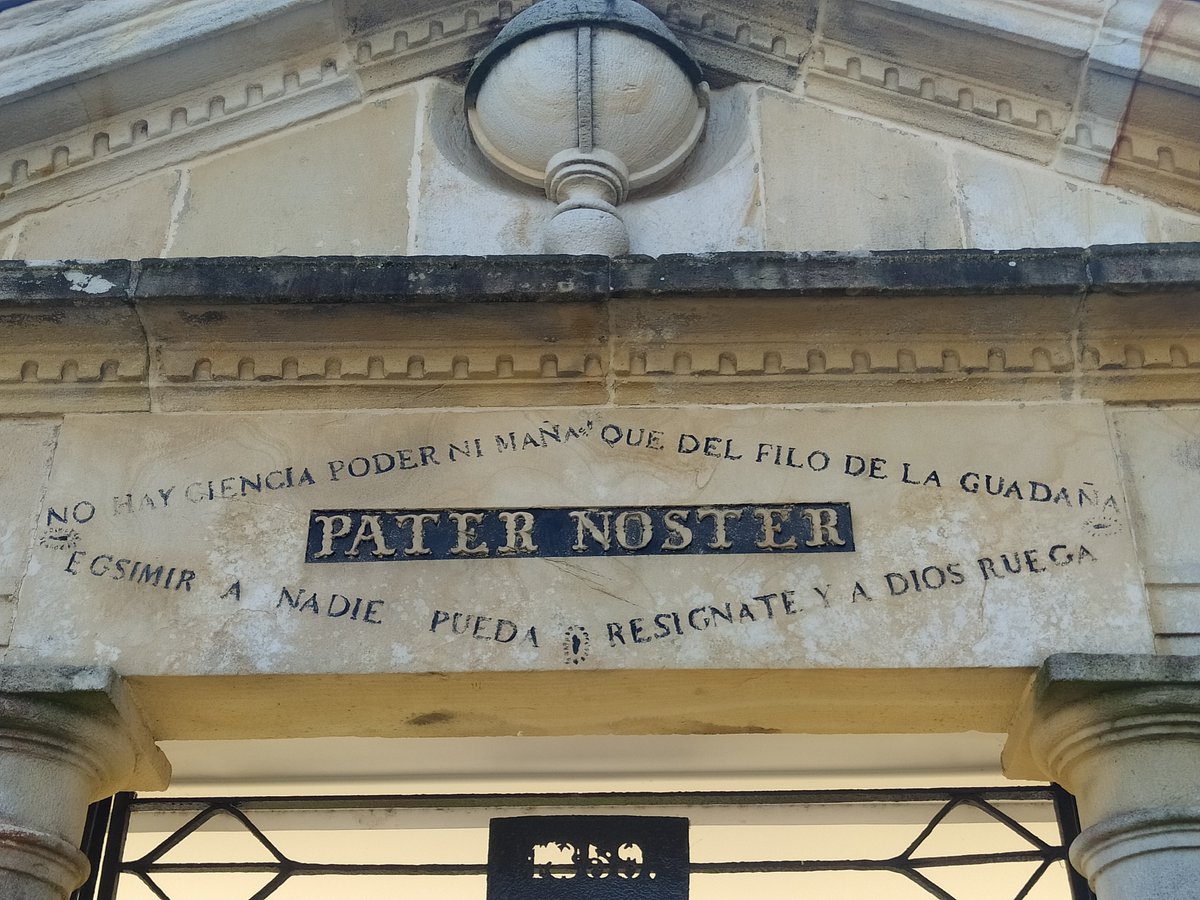 NO HAY CIENCIA PODER NI MAÑA QUE DEL FILO DE LA GUADAÑA
PATER NOSTER
EGSIMIR A NADIE PUEDA RESIGNATE Y A DIOS RUEGA